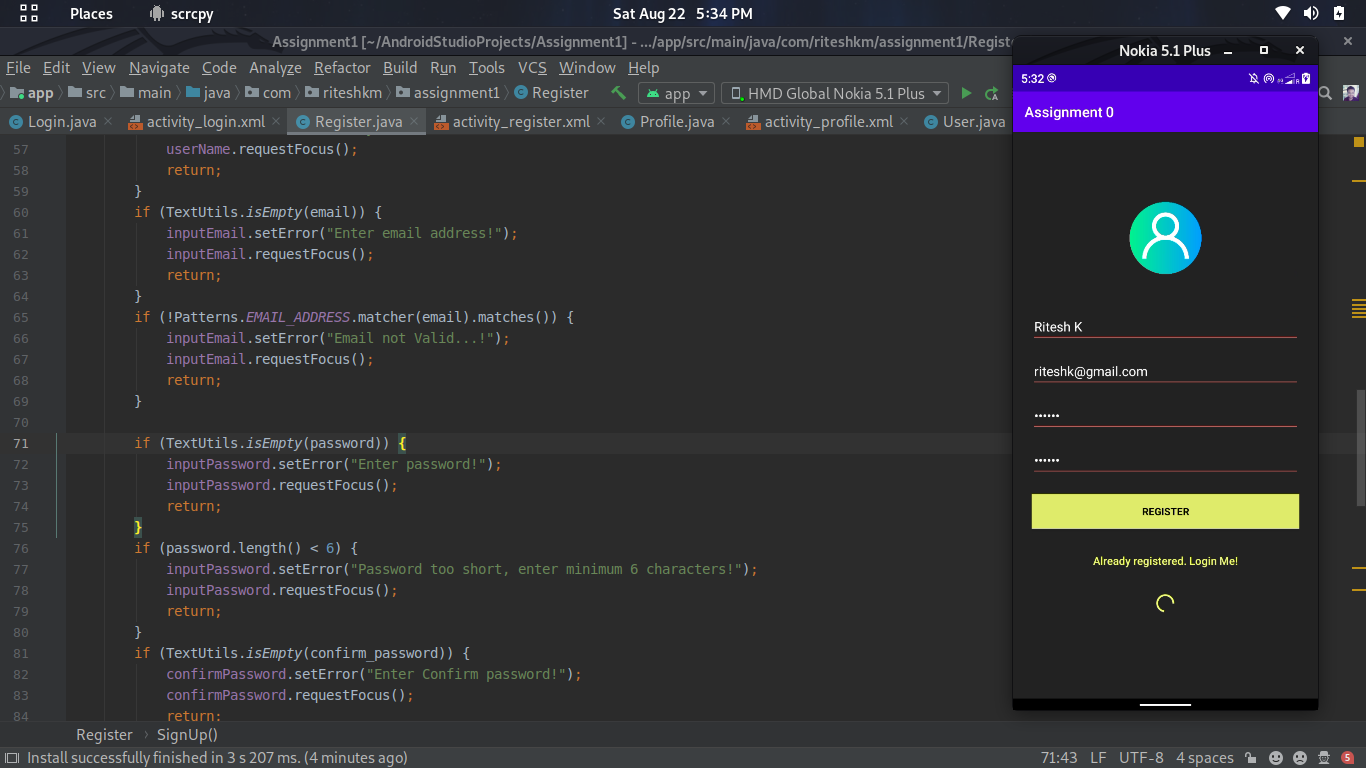 Places scrcpy Sat Aug 22 5:34 PM
Assignment1 [~/AndroidStudioProjects/Assignment1] - .../app/src/main/java/com/riteshkm/assignment1/Registe
File Edit View Navigate Code Analyze Refactor Build Run Tools VCS Window Help
app src main java com riteshkm assignment1 Register app HMD Global Nokia 5.1 Plus
Login.java activity_login.xml Register.java activity_register.xml Profile.java activity_profile.xml User.java
57 userName.requestFocus();
58 return;
59 }
60 if (TextUtils.isEmpty(email)) {
61 inputEmail.setError("Enter email address!");
62 inputEmail.requestFocus();
63 return;
64 }
65 if (!Patterns.EMAIL_ADDRESS.matcher(email).matches()) {
66 inputEmail.setError("Email not Valid...!");
67 inputEmail.requestFocus();
68 return;
69 }
70
71 if (TextUtils.isEmpty(password)) {
72 inputPassword.setError("Enter password!");
73 inputPassword.requestFocus();
74 return;
75 }
76 if (password.length() < 6) {
77 inputPassword.setError("Password too short, enter minimum 6 characters!");
78 inputPassword.requestFocus();
79 return;
80 }
81 if (TextUtils.isEmpty(confirm_password)) {
82 confirmPassword.setError("Enter Confirm password!");
83 confirmPassword.requestFocus();
84 return;
Register › SignUp()
Install successfully finished in 3 s 207 ms. (4 minutes ago) 71:43 LF UTF-8 4 spaces 5
Nokia 5.1 Plus
5:32
Assignment 0
Ritesh K
riteshk@gmail.com
••••••
••••••
REGISTER
Already registered. Login Me!